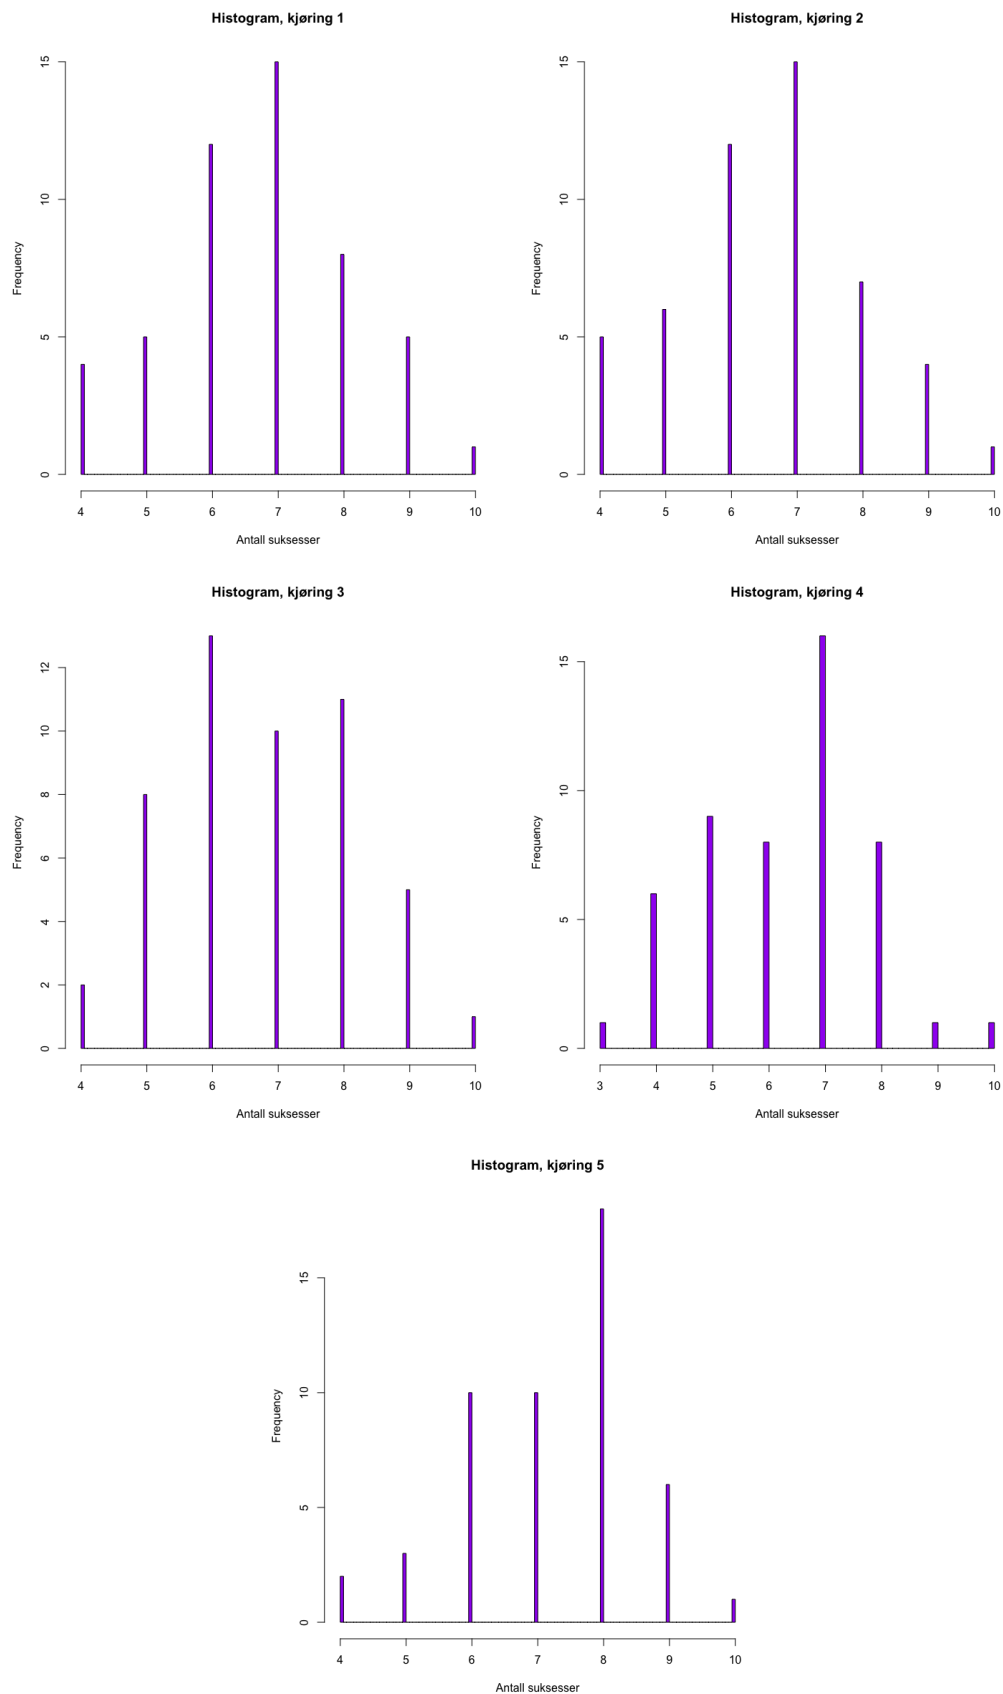 Histogram, kjøring 1
15
10
5
0
Frequency
4 5 6 7 8 9 10
Antall suksesser
Histogram, kjøring 2
15
10
5
0
Frequency
4 5 6 7 8 9 10
Antall suksesser
Histogram, kjøring 3
12
10
8
6
4
2
0
Frequency
4 5 6 7 8 9 10
Antall suksesser
Histogram, kjøring 4
15
10
5
0
Frequency
3 4 5 6 7 8 9 10
Antall suksesser
Histogram, kjøring 5
15
10
5
0
Frequency
4 5 6 7 8 9 10
Antall suksesser